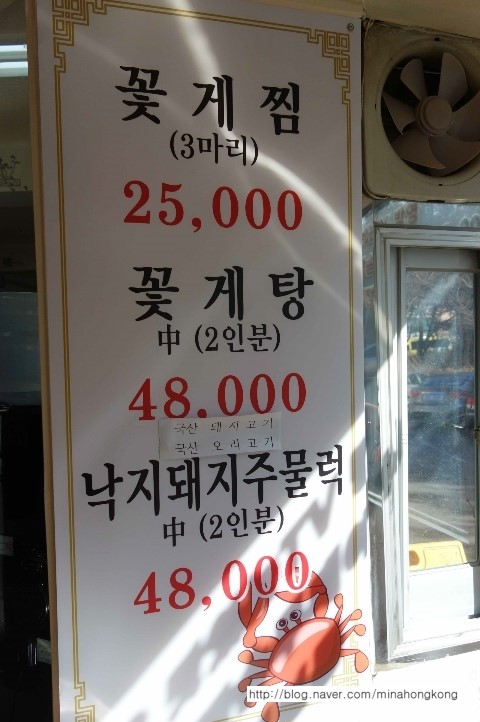 꽃게찜
(3마리)
25,000
꽃게탕
中 (2인분)
48,000
국산 돼지고기
국산 오리고기
낙지돼지주물럭
中 (2인분)
48,000
http://blog.naver.com/minahongkong